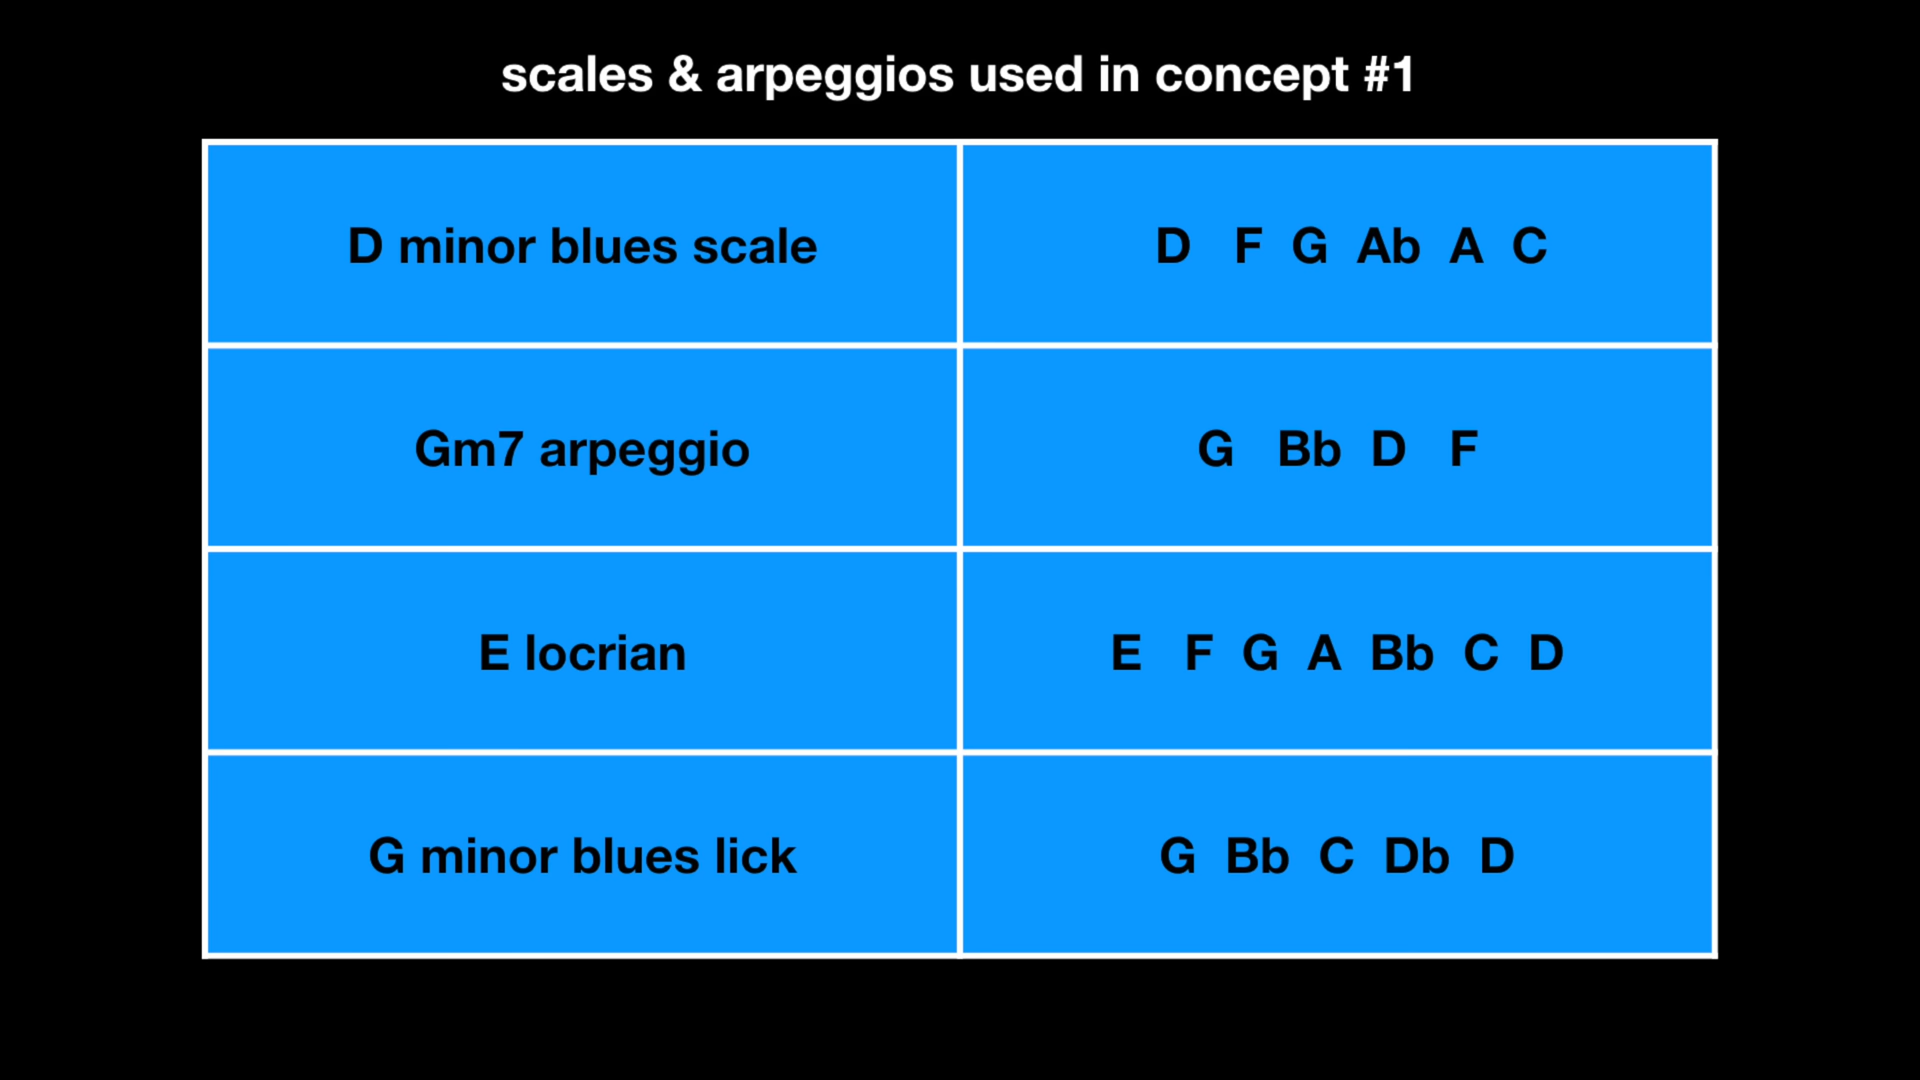 scales & arpeggios used in concept #1
D minor blues scale D F G Ab A C
Gm7 arpeggio G Bb D F
E locrian E F G A Bb C D
G minor blues lick G Bb C Db D